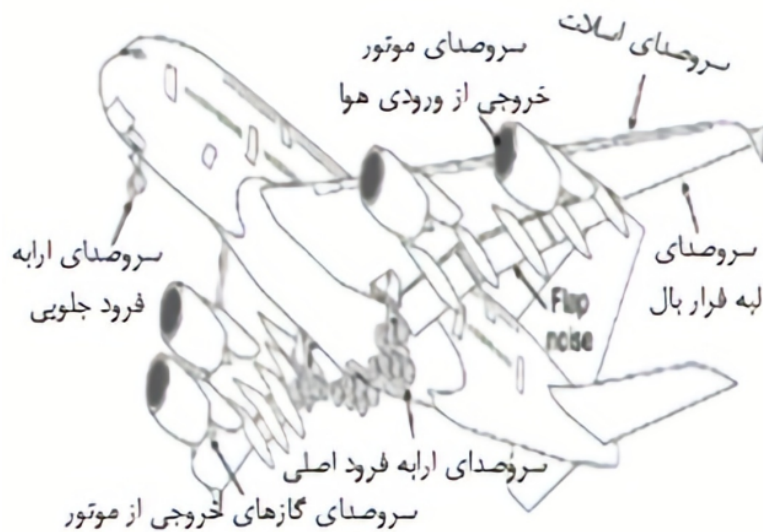 سروصدای موتور
خروجی از ورودی هوا
سروصدای اسلات
سروصدای ارابه
فرود جلویی
سروصدای
لبه فرار بال
Flap
noise
سروصدای ارابه فرود اصلی
سروصدای گازهای خروجی از موتور